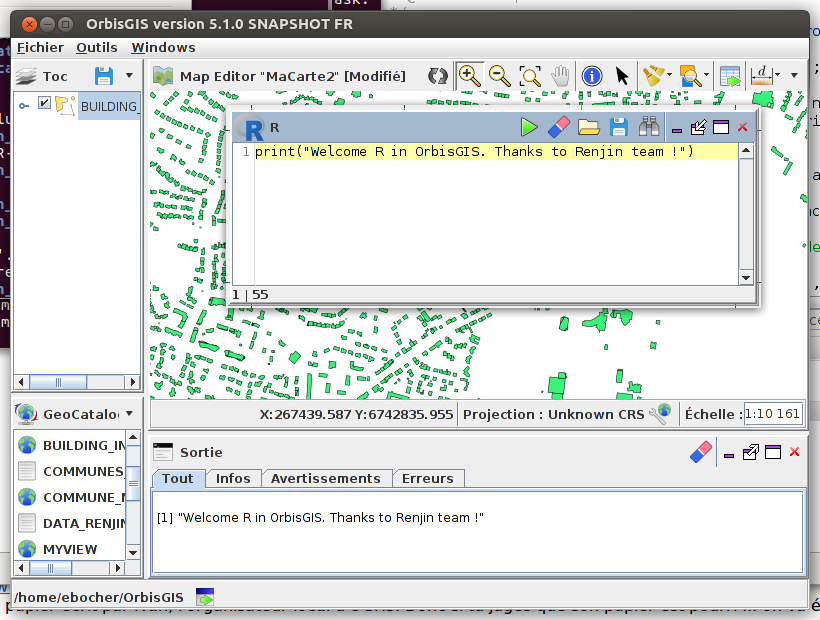 OrbisGIS version 5.1.0 SNAPSHOT FR
Fichier Outils Windows
Toc
Map Editor "MaCarte2" [Modifié]
BUILDING_
R
1 print("Welcome R in OrbisGIS. Thanks to Renjin team !")
1 | 55
X:267439.587 Y:6742835.955 Projection : Unknown CRS Échelle : 1:10 161
GeoCatalo
BUILDING_IN
COMMUNES_
COMMUNE_
DATA_RENJIN
MYVIEW
Sortie
Tout Infos Avertissements Erreurs
[1] "Welcome R in OrbisGIS. Thanks to Renjin team !"
/home/ebocher/OrbisGIS